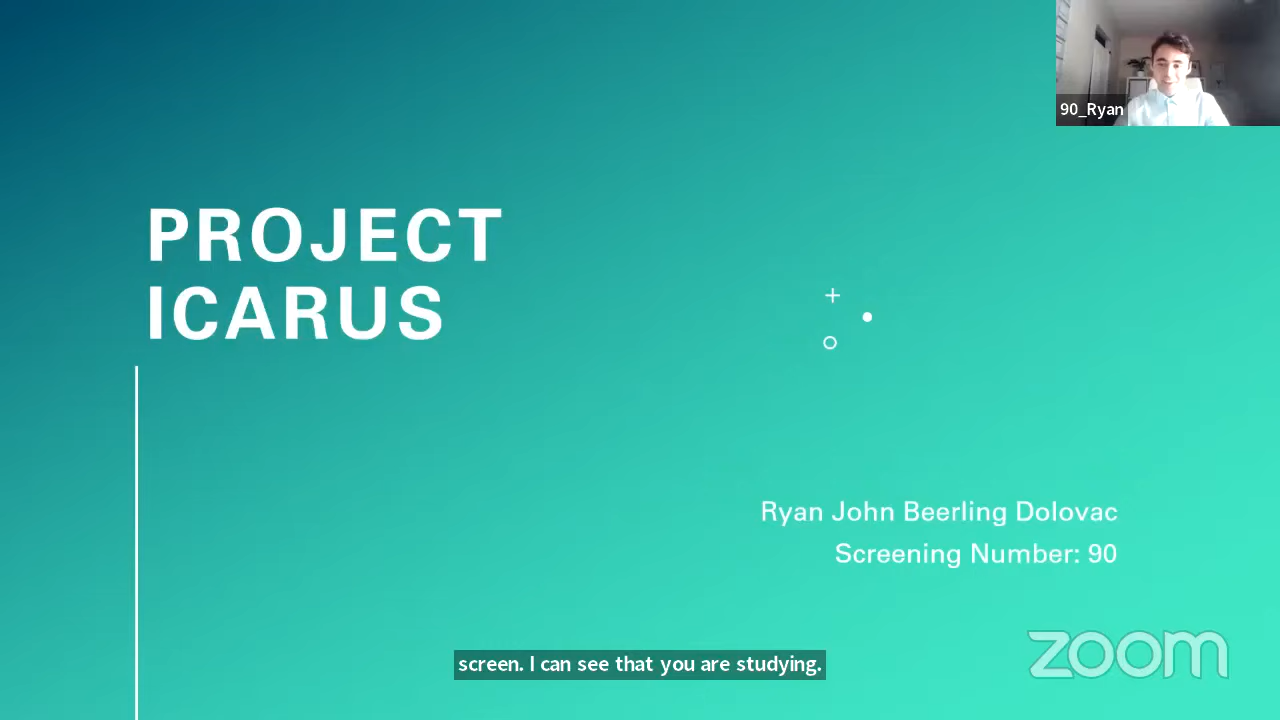 90_Ryan
PROJECT
ICARUS
Ryan John Beerling Dolovac
Screening Number: 90
screen. I can see that you are studying.
zoom